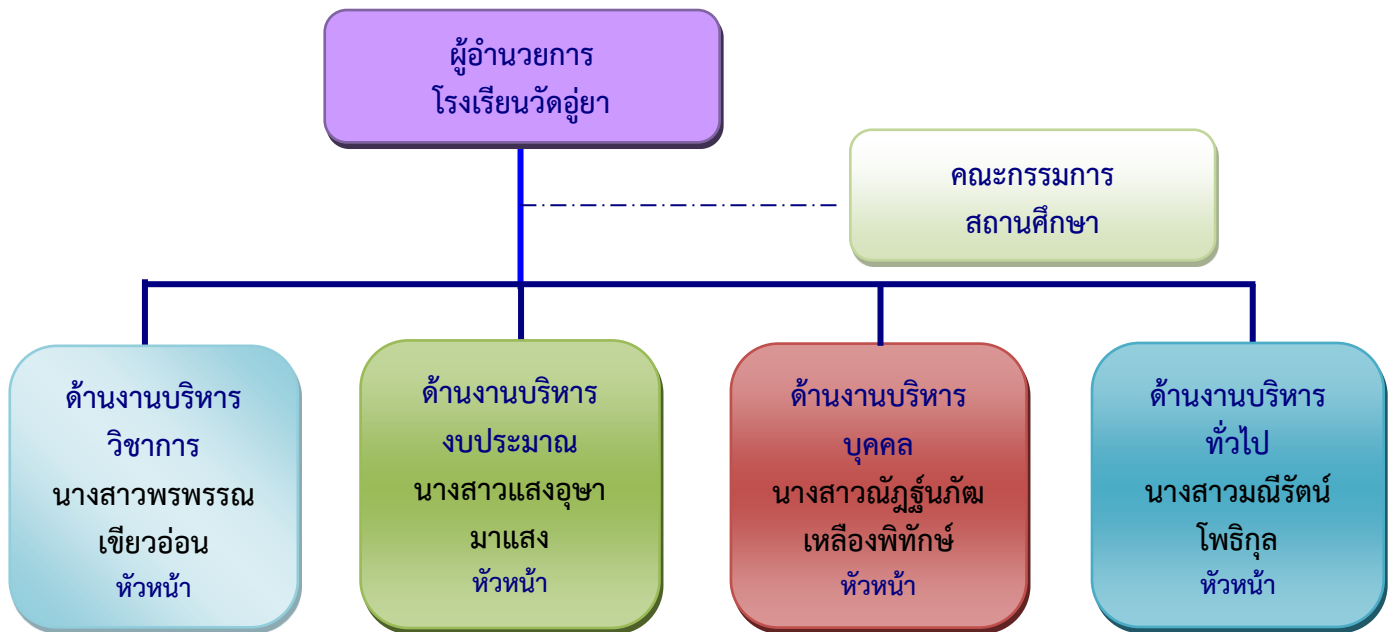 ผู้อำนวยการ
โรงเรียนวัดอู่ยา
คณะกรรมการ
สถานศึกษา
ด้านงานบริหาร
วิชาการ
นางสาวพรพรรณ
เขียวอ่อน
หัวหน้า
ด้านงานบริหาร
งบประมาณ
นางสาวแสงอุษา
มาแสง
หัวหน้า
ด้านงานบริหาร
บุคคล
นางสาวณัฎฐ์นภัฒ
เหลืองพิทักษ์
หัวหน้า
ด้านงานบริหาร
ทั่วไป
นางสาวมณีรัตน์
โพธิกุล
หัวหน้า